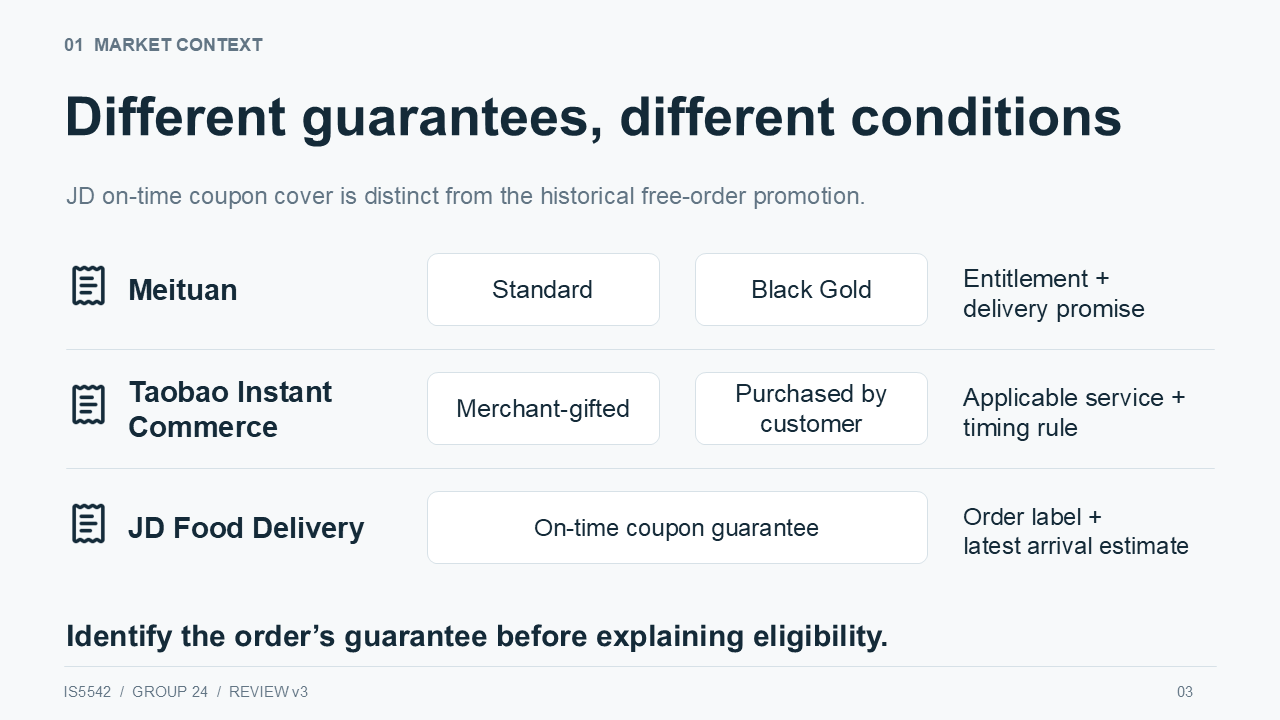 01 MARKET CONTEXT
Different guarantees, different conditions
JD on-time coupon cover is distinct from the historical free-order promotion.
Meituan
Standard
Black Gold
Entitlement +
delivery promise
Taobao Instant
Commerce
Merchant-gifted
Purchased by
customer
Applicable service +
timing rule
JD Food Delivery
On-time coupon guarantee
Order label +
latest arrival estimate
Identify the order’s guarantee before explaining eligibility.
IS5542 / GROUP 24 / REVIEW v3
03